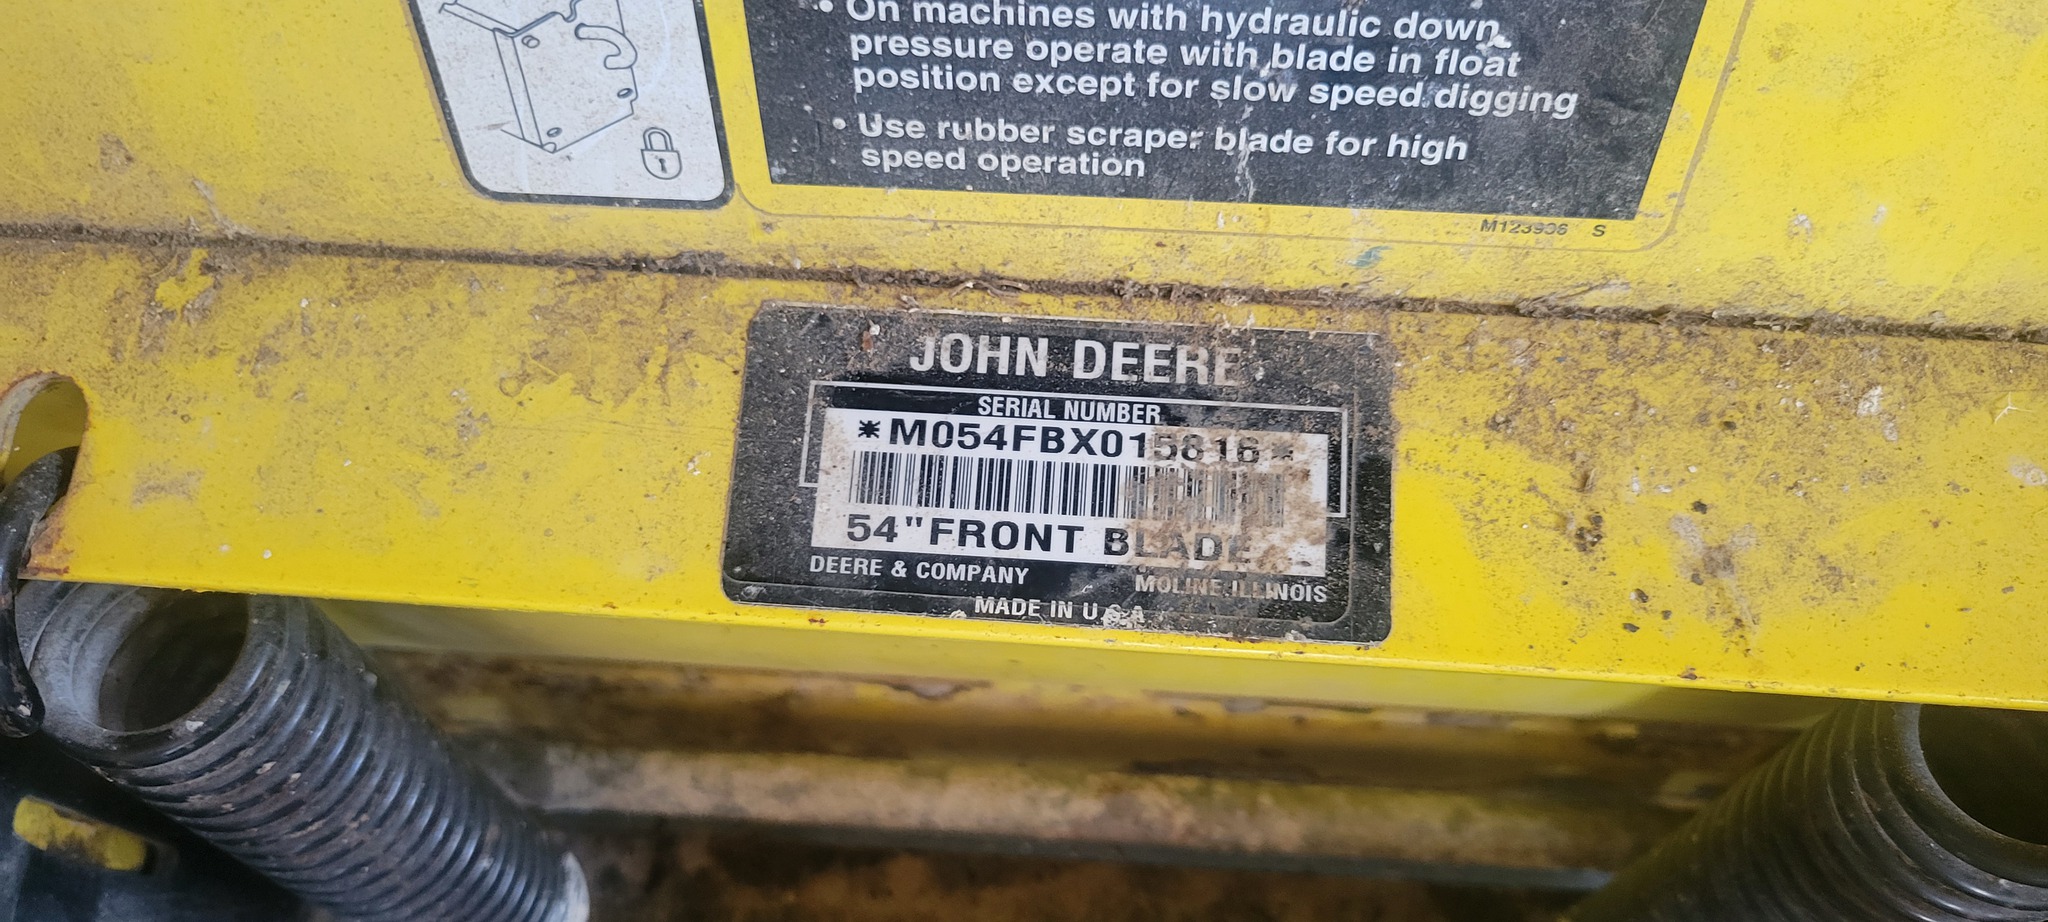 • On machines with hydraulic down
pressure operate with blade in float
position except for slow speed digging
• Use rubber scraper blade for high
speed operation
M123936 S
JOHN DEERE
SERIAL NUMBER
*M054FBX015816*
54" FRONT BLADE
DEERE & COMPANY MOLINE, ILLINOIS
MADE IN U.S.A